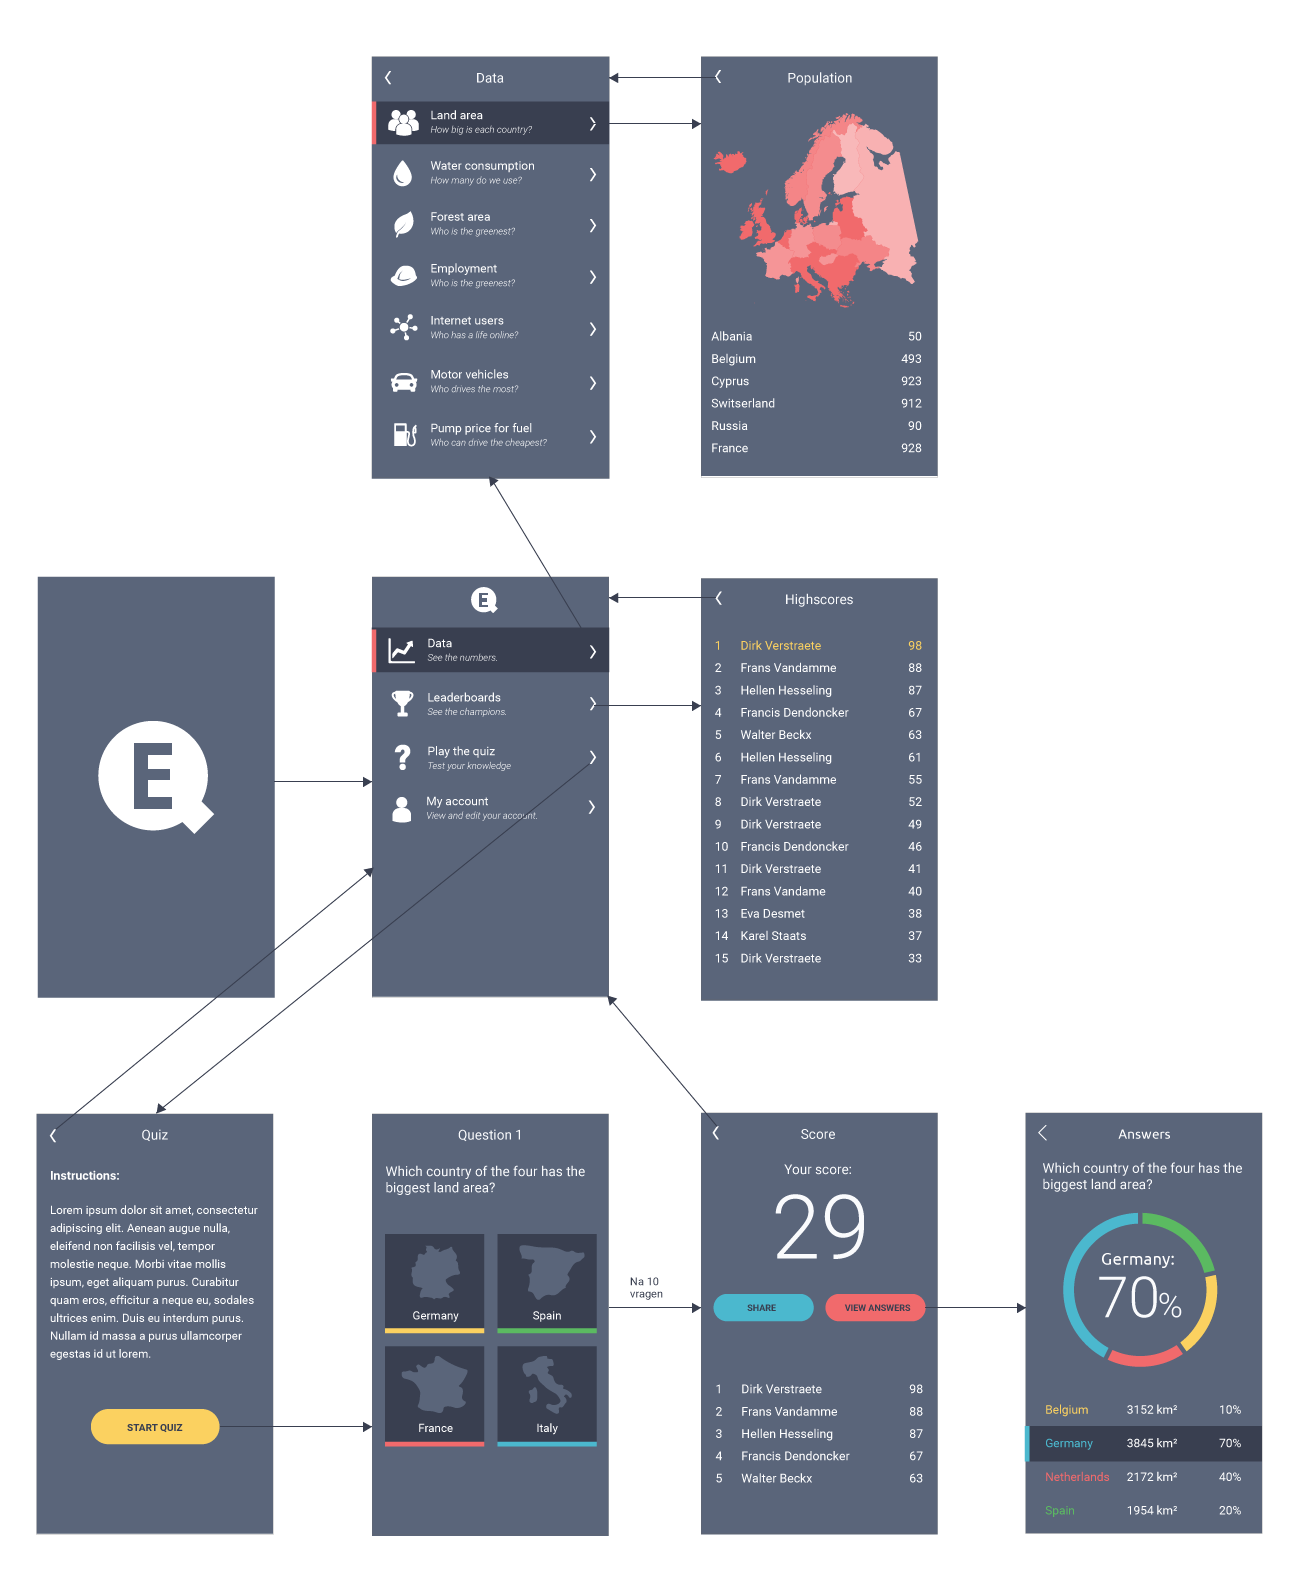 Data
Land area
How big is each country?
Water consumption
How many do we use?
Forest area
Who is the greenest?
Employment
Who is the greenest?
Internet users
Who has a life online?
Motor vehicles
Who drives the most?
Pump price for fuel
Who can drive the cheapest?
Population
Albania 50
Belgium 493
Cyprus 923
Switserland 912
Russia 90
France 928
E
E
Data
See the numbers.
Leaderboards
See the champions.
Play the quiz
Test your knowledge
My account
View and edit your account.
Highscores
1 Dirk Verstraete 98
2 Frans Vandamme 88
3 Hellen Hesseling 87
4 Francis Dendoncker 67
5 Walter Beckx 63
6 Hellen Hesseling 61
7 Frans Vandamme 55
8 Dirk Verstraete 52
9 Dirk Verstraete 49
10 Francis Dendoncker 46
11 Dirk Verstraete 41
12 Frans Vandame 40
13 Eva Desmet 38
14 Karel Staats 37
15 Dirk Verstraete 33
Quiz
Instructions:
Lorem ipsum dolor sit amet, consectetur
adipiscing elit. Aenean augue nulla,
eleifend non facilisis vel, tempor
molestie neque. Morbi vitae mollis
ipsum, eget aliquam purus. Curabitur
quam eros, efficitur a neque eu, sodales
ultrices enim. Duis eu interdum purus.
Nullam id massa a purus ullamcorper
egestas id ut lorem.
START QUIZ
Question 1
Which country of the four has the
biggest land area?
Germany
Spain
France
Italy
Na 10
vragen
Score
Your score:
29
SHARE
VIEW ANSWERS
1 Dirk Verstraete 98
2 Frans Vandamme 88
3 Hellen Hesseling 87
4 Francis Dendoncker 67
5 Walter Beckx 63
Answers
Which country of the four has the
biggest land area?
Germany:
70%
Belgium 3152 km² 10%
Germany 3845 km² 70%
Netherlands 2172 km² 40%
Spain 1954 km² 20%